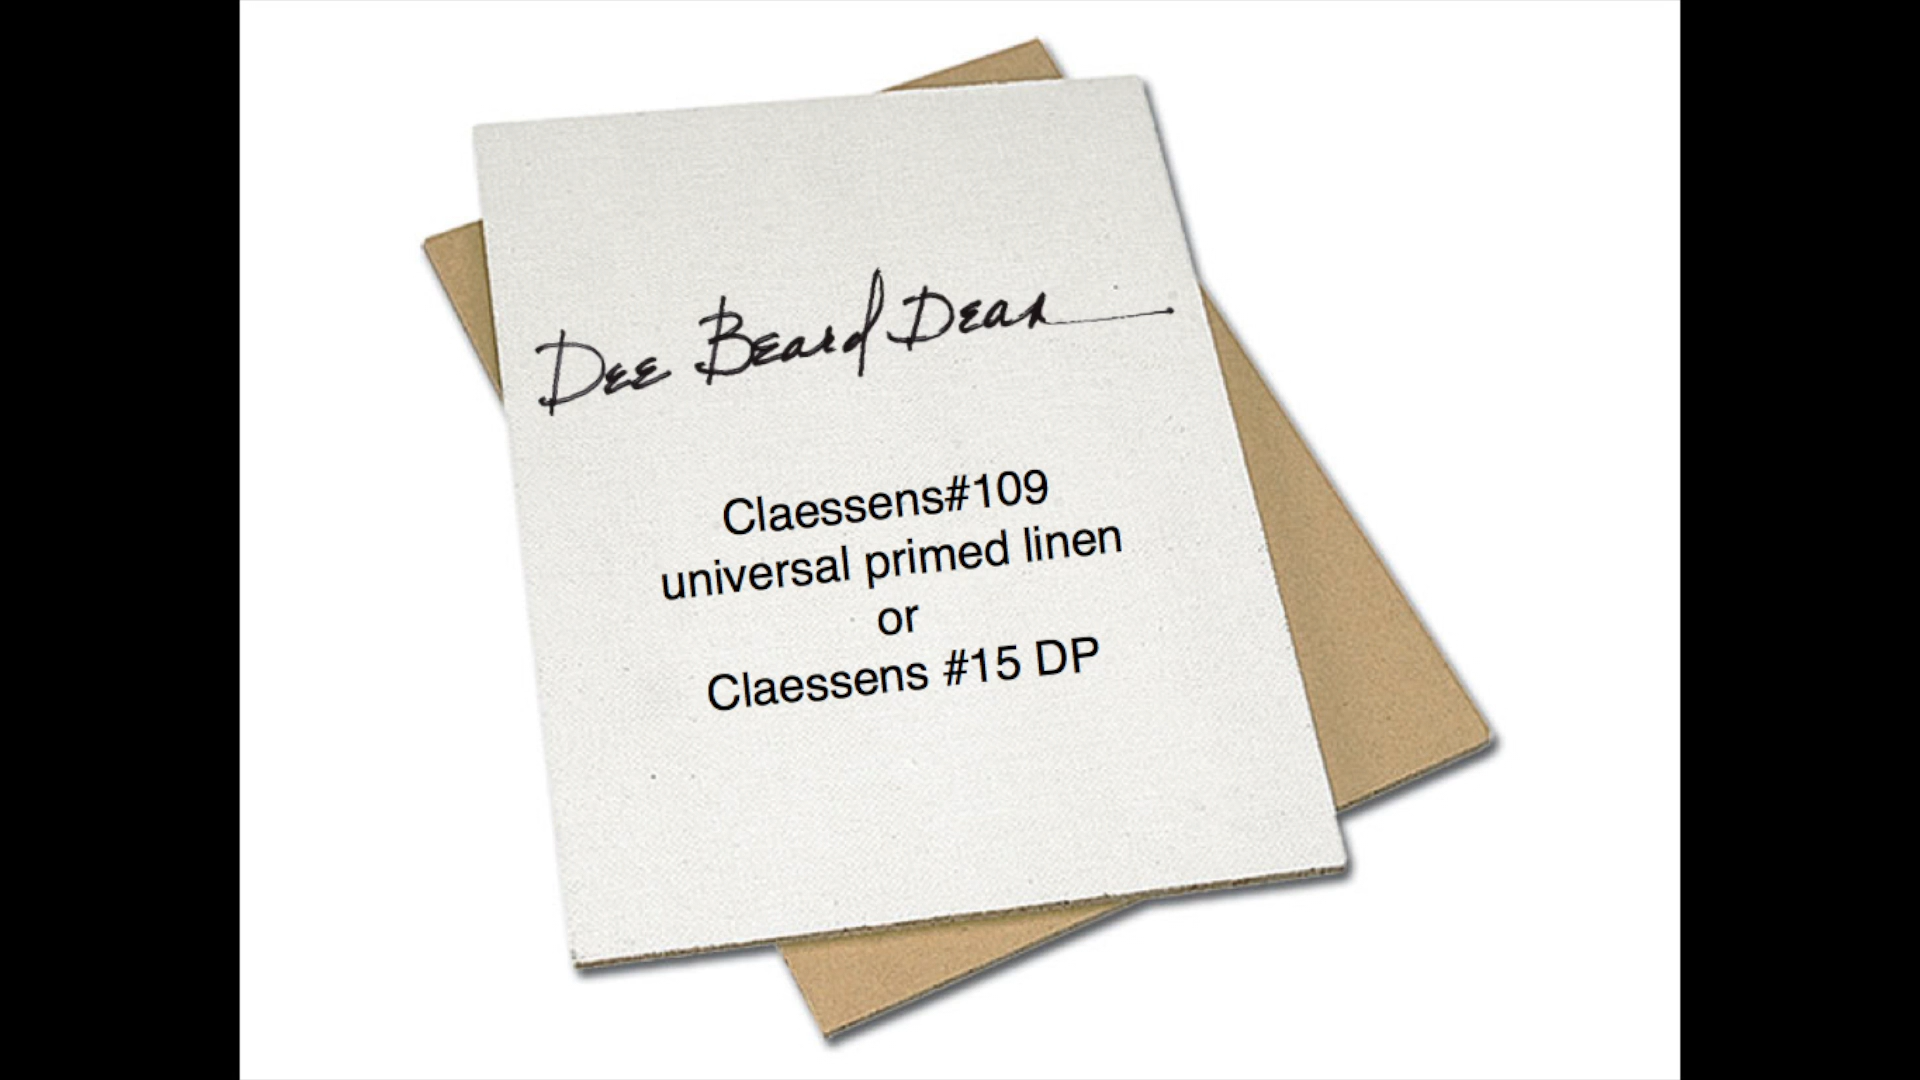 Dee Beard Dean
Claessens#109
universal primed linen
or
Claessens #15 DP